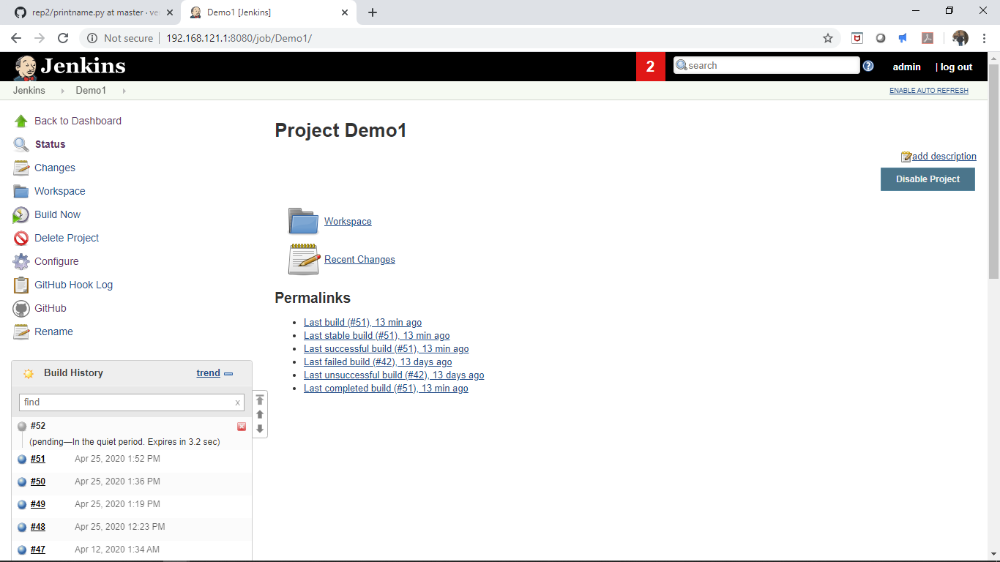 rep2/printname.py at master · ve
Demo1 [Jenkins]
Not secure
192.168.121.1:8080/job/Demo1/
Jenkins
2
search
admin
| log out
Jenkins
Demo1
ENABLE AUTO REFRESH
Back to Dashboard
Status
Changes
Workspace
Build Now
Delete Project
Configure
GitHub Hook Log
GitHub
Rename
Project Demo1
add description
Disable Project
Workspace
Recent Changes
Permalinks
Last build (#51), 13 min ago
Last stable build (#51), 13 min ago
Last successful build (#51), 13 min ago
Last failed build (#42), 13 days ago
Last unsuccessful build (#42), 13 days ago
Last completed build (#51), 13 min ago
Build History
trend
find
x
#52
(pending—In the quiet period. Expires in 3.2 sec)
#51 Apr 25, 2020 1:52 PM
#50 Apr 25, 2020 1:36 PM
#49 Apr 25, 2020 1:19 PM
#48 Apr 25, 2020 12:23 PM
#47 Apr 12, 2020 1:34 AM